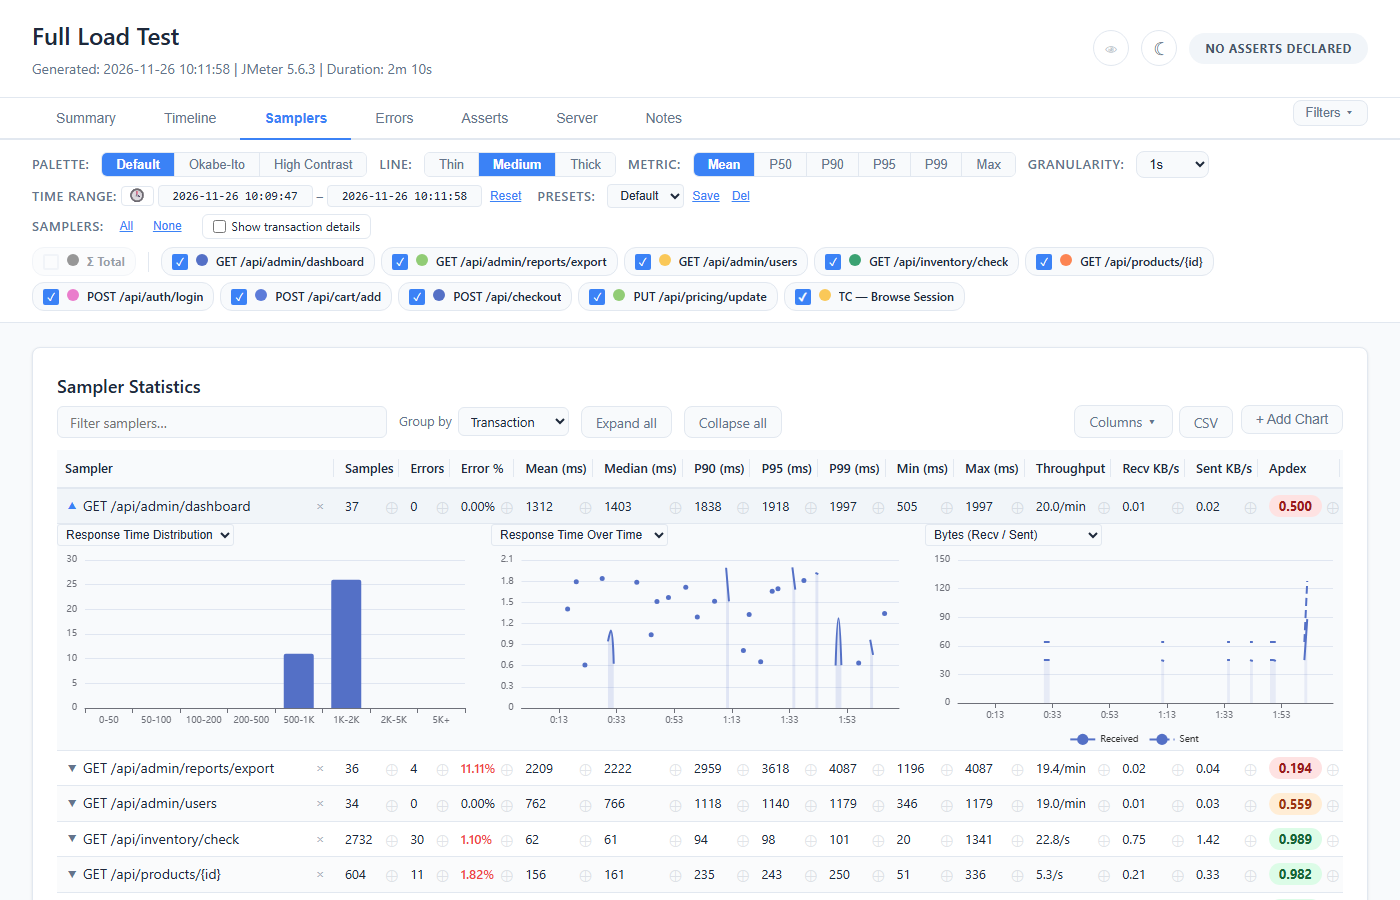 Full Load Test
Generated: 2026-11-26 10:11:58 | JMeter 5.6.3 | Duration: 2m 10s
NO ASSERTS DECLARED
Summary Timeline Samplers Errors Asserts Server Notes Filters
PALETTE: Default Okabe-Ito High Contrast LINE: Thin Medium Thick METRIC: Mean P50 P90 P95 P99 Max GRANULARITY: 1s
TIME RANGE: 2026-11-26 10:09:47 – 2026-11-26 10:11:58 Reset PRESETS: Default Save Del
SAMPLERS: All None Show transaction details
Σ Total GET /api/admin/dashboard GET /api/admin/reports/export GET /api/admin/users GET /api/inventory/check GET /api/products/{id}
POST /api/auth/login POST /api/cart/add POST /api/checkout PUT /api/pricing/update TC — Browse Session
Sampler Statistics
Filter samplers... Group by Transaction Expand all Collapse all Columns CSV + Add Chart
Sampler Samples Errors Error % Mean (ms) Median (ms) P90 (ms) P95 (ms) P99 (ms) Min (ms) Max (ms) Throughput Recv KB/s Sent KB/s Apdex
▲ GET /api/admin/dashboard × 37 0 0.00% 1312 1403 1838 1918 1997 505 1997 20.0/min 0.01 0.02 0.500
Response Time Distribution Response Time Over Time Bytes (Recv / Sent)
30
25
20
15
10
5
0
0-50 50-100 100-200 200-500 500-1K 1K-2K 2K-5K 5K+
2.1
1.8
1.5
1.2
0.9
0.6
0.3
0
0:13 0:33 0:53 1:13 1:33 1:53
150
120
90
60
30
0
0:13 0:33 0:53 1:13 1:33 1:53
Received Sent
▼ GET /api/admin/reports/export × 36 4 11.11% 2209 2222 2959 3618 4087 1196 4087 19.4/min 0.02 0.04 0.194
▼ GET /api/admin/users × 34 0 0.00% 762 766 1118 1140 1179 346 1179 19.0/min 0.01 0.03 0.559
▼ GET /api/inventory/check × 2732 30 1.10% 62 61 94 98 101 20 1341 22.8/s 0.75 1.42 0.989
▼ GET /api/products/{id} × 604 11 1.82% 156 161 235 243 250 51 336 5.3/s 0.21 0.33 0.982